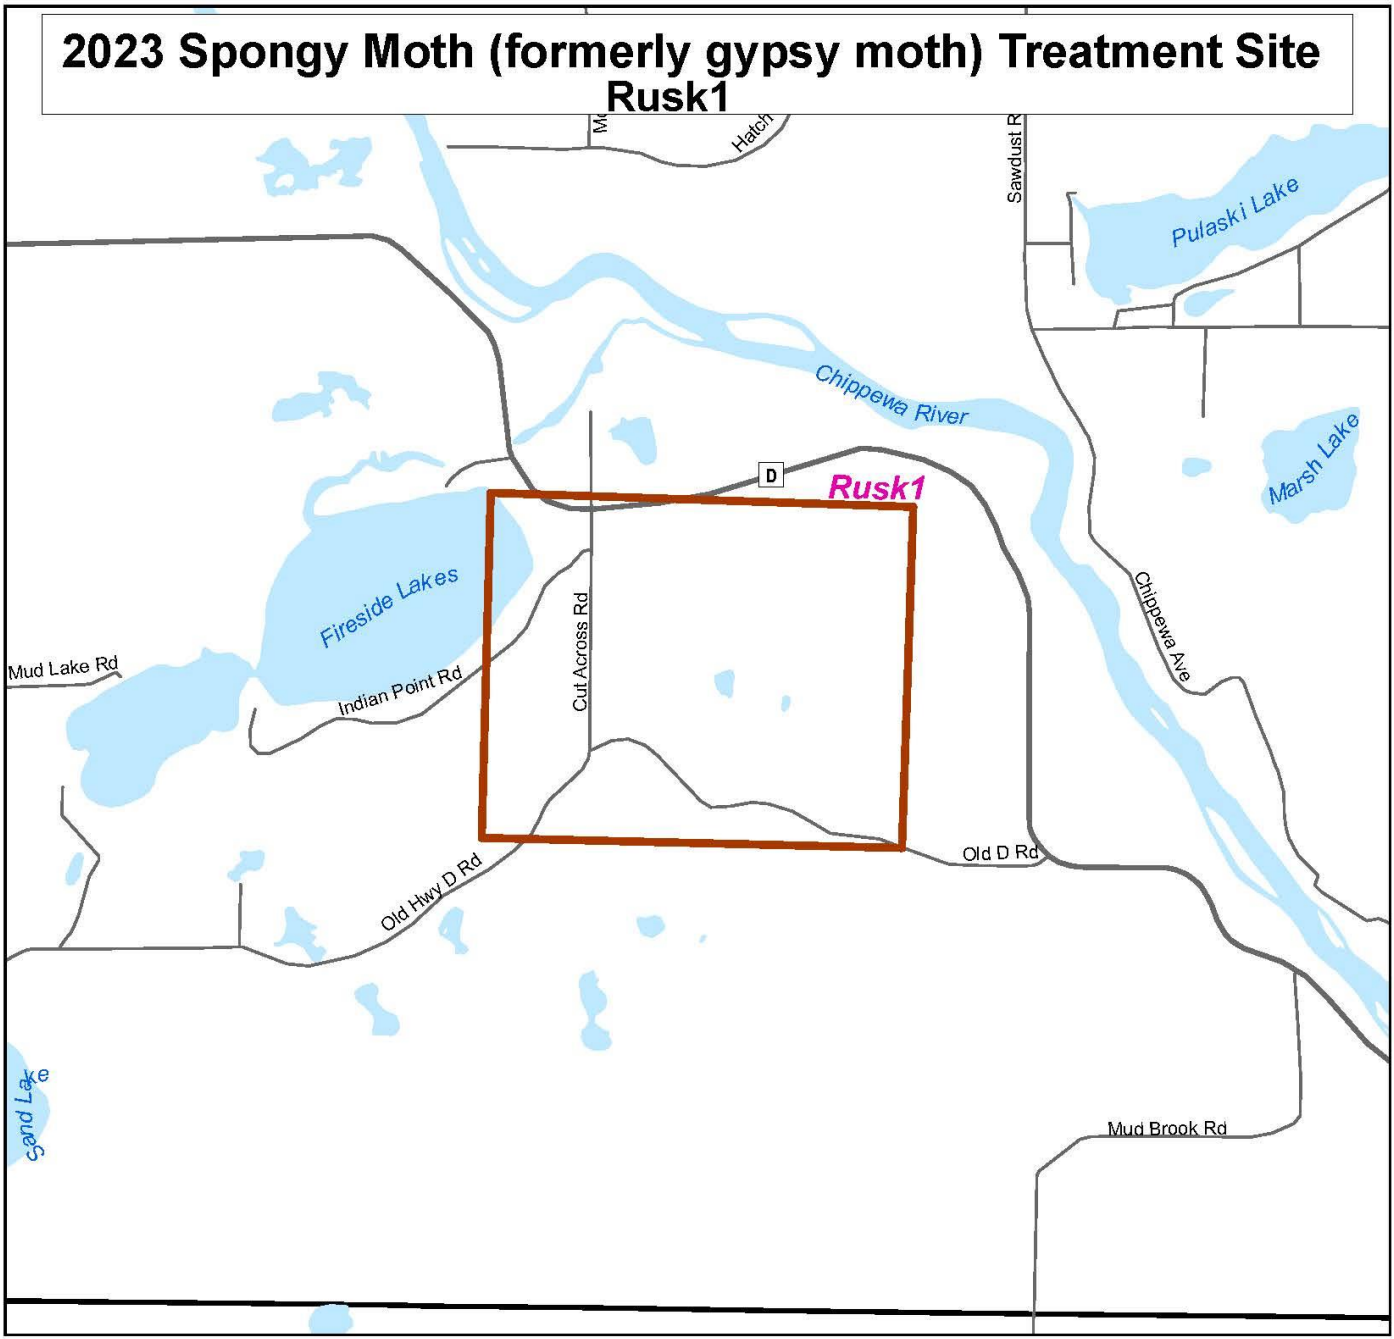 2023 Spongy Moth (formerly gypsy moth) Treatment Site
Rusk1
Hatch
Sawdust R
Pulaski Lake
Chippewa River
Marsh Lake
D
Rusk1
Fireside Lakes
Chippewa Ave
Cut Across Rd
Mud Lake Rd
Indian Point Rd
Old D Rd
Old Hwy D Rd
Sand Lake
Mud Brook Rd